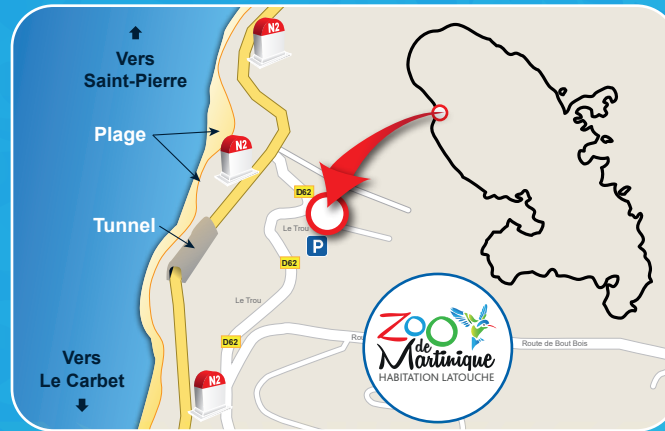 N2
Vers
Saint-Pierre
Plage
N2
D62
Le Trou
Tunnel
P
D62
Le Trou
D62
Rou
Route de Bout Bois
ZOO
de
Martinique
HABITATION LATOUCHE
Vers
Le Carbet
N2